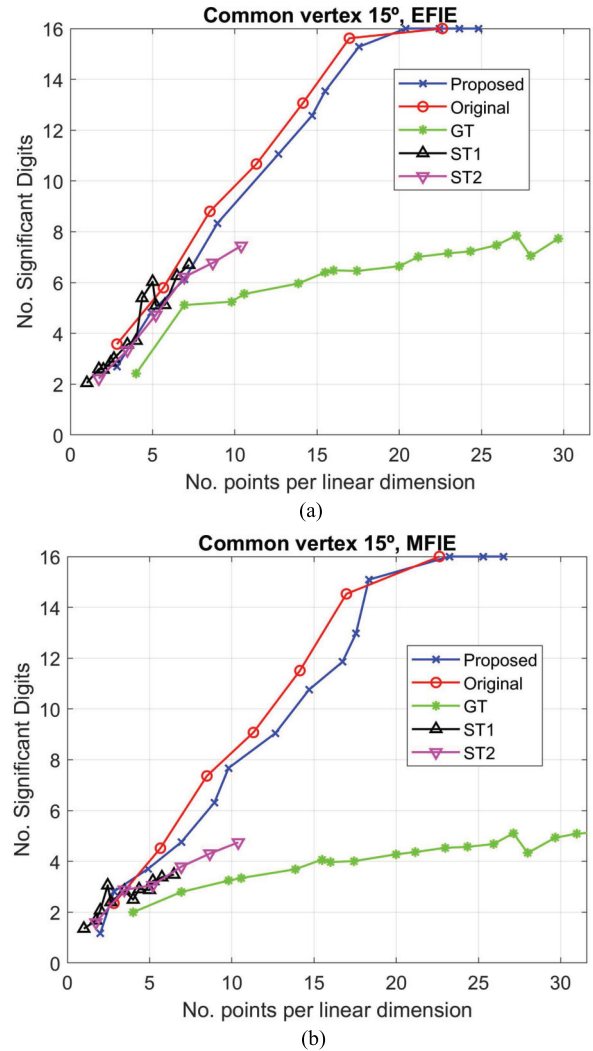 Common vertex 15º, EFIE
16
14
12
10
8
6
4
2
0
No. Significant Digits
Proposed
Original
GT
ST1
ST2
0 5 10 15 20 25 30
No. points per linear dimension
(a)
Common vertex 15º, MFIE
16
14
12
10
8
6
4
2
0
No. Significant Digits
Proposed
Original
GT
ST1
ST2
0 5 10 15 20 25 30
No. points per linear dimension
(b)